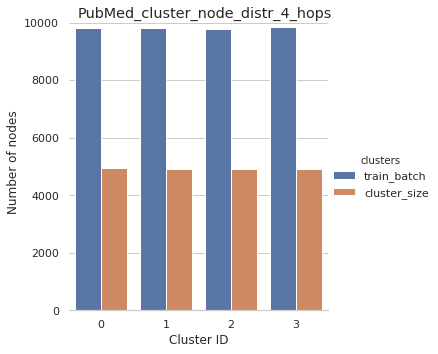 PubMed_cluster_node_distr_4_hops
10000
8000
6000
4000
2000
0
Number of nodes
0 1 2 3
Cluster ID
clusters
train_batch
cluster_size